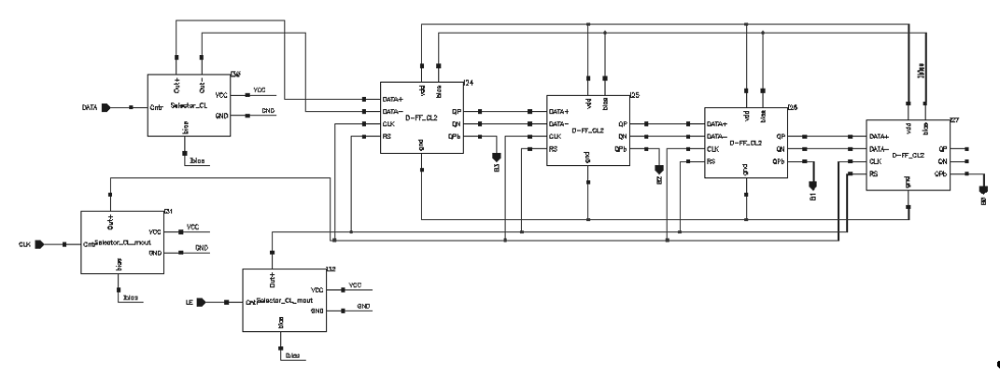 I30
Out+ Out-
VCC VCC
DATA Cntr Selector_CL
GND GND
bias
Ibias
I24
vdd bias
DATA+
DATA- D-FF_CL2 QP
CLK QN
RS QPb
gnd
B3
I25
vdd bias
DATA+
DATA- D-FF_CL2 QP
CLK QN
RS QPb
gnd
B2
I26
vdd bias
DATA+
D-FF_CL2 QP
DATA- QN
CLK
RS QPb
gnd
B1
Ibias
I27
vdd bias
DATA+
DATA- D-FF_CL2 QP
CLK QN
RS QPb
gnd
B0
I31
Out+
VCC VCC
CLK Cntr Selector_CL_mout
GND GND
bias
Ibias
I32
Out+
VCC VCC
LE Cntr Selector_CL_mout
GND GND
bias
Ibias